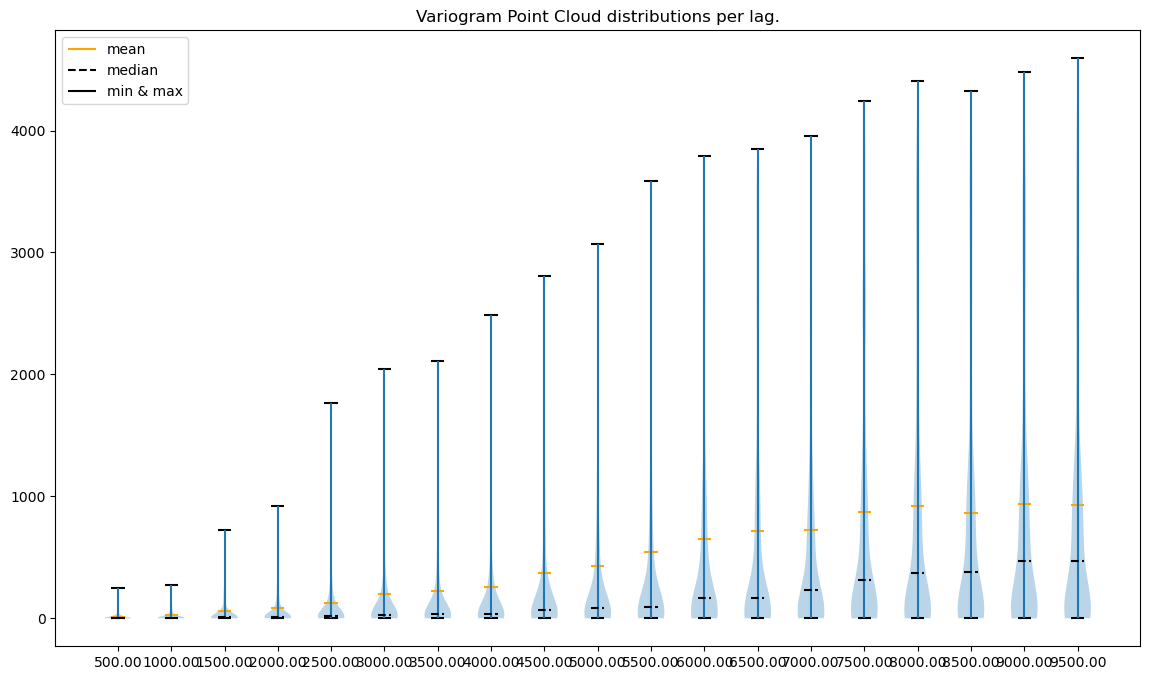 Variogram Point Cloud distributions per lag.
mean
median
min & max
4000
3000
2000
1000
0
500.00 1000.00 1500.00 2000.00 2500.00 3000.00 3500.00 4000.00 4500.00 5000.00 5500.00 6000.00 6500.00 7000.00 7500.00 8000.00 8500.00 9000.00 9500.00